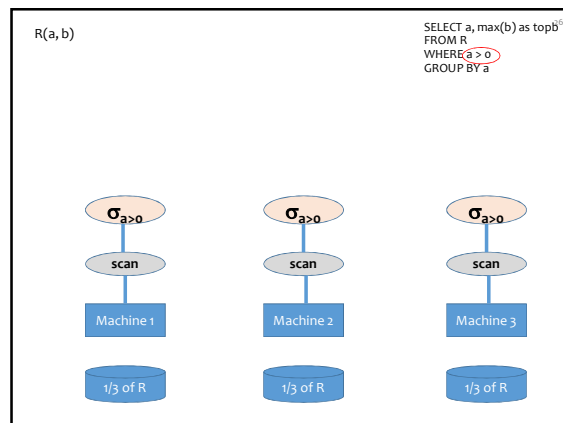 R(a, b)
SELECT a, max(b) as topb
FROM R
WHERE a > 0
GROUP BY a
36
σa>0 σa>0 σa>0
scan scan scan
Machine 1 Machine 2 Machine 3
1/3 of R 1/3 of R 1/3 of R